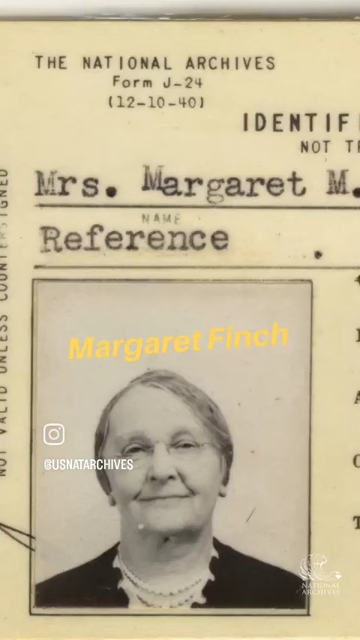 THE NATIONAL ARCHIVES
Form J-24
(12-10-40)
IDENTIF
NOT TR
Mrs. Margaret M.
NAME
Reference
NOT VALID UNLESS COUNTERSIGNED
Margaret Finch
@USNATARCHIVES
NATIONAL
ARCHIVES